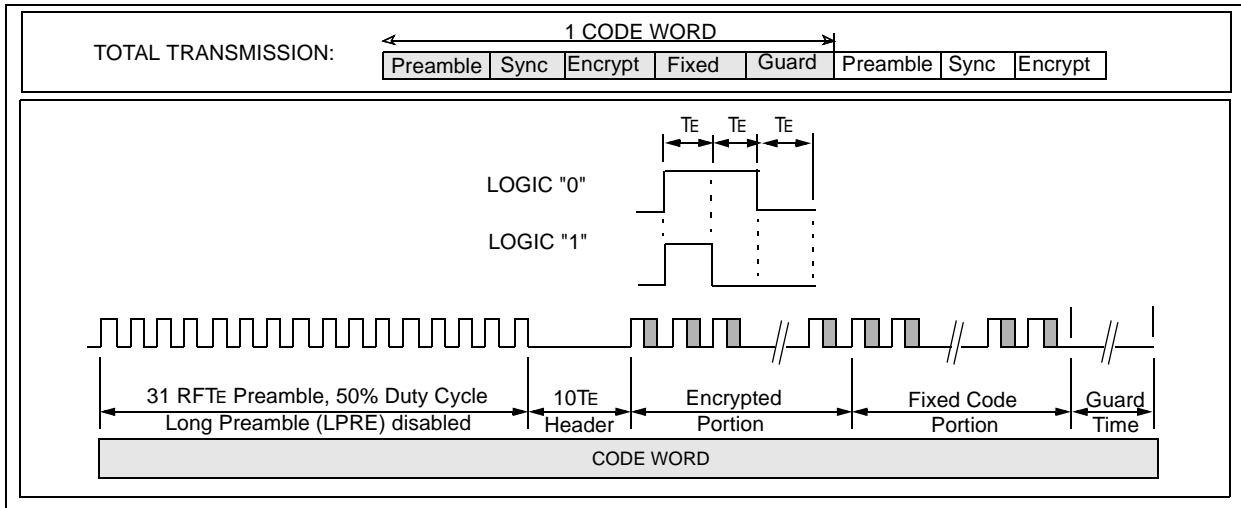 1 CODE WORD
TOTAL TRANSMISSION:
Preamble Sync Encrypt Fixed Guard Preamble Sync Encrypt
TE TE TE
LOGIC "0"
LOGIC "1"
31 RFTE Preamble, 50% Duty Cycle
Long Preamble (LPRE) disabled
10TE
Header
Encrypted
Portion
Fixed Code
Portion
Guard
Time
CODE WORD